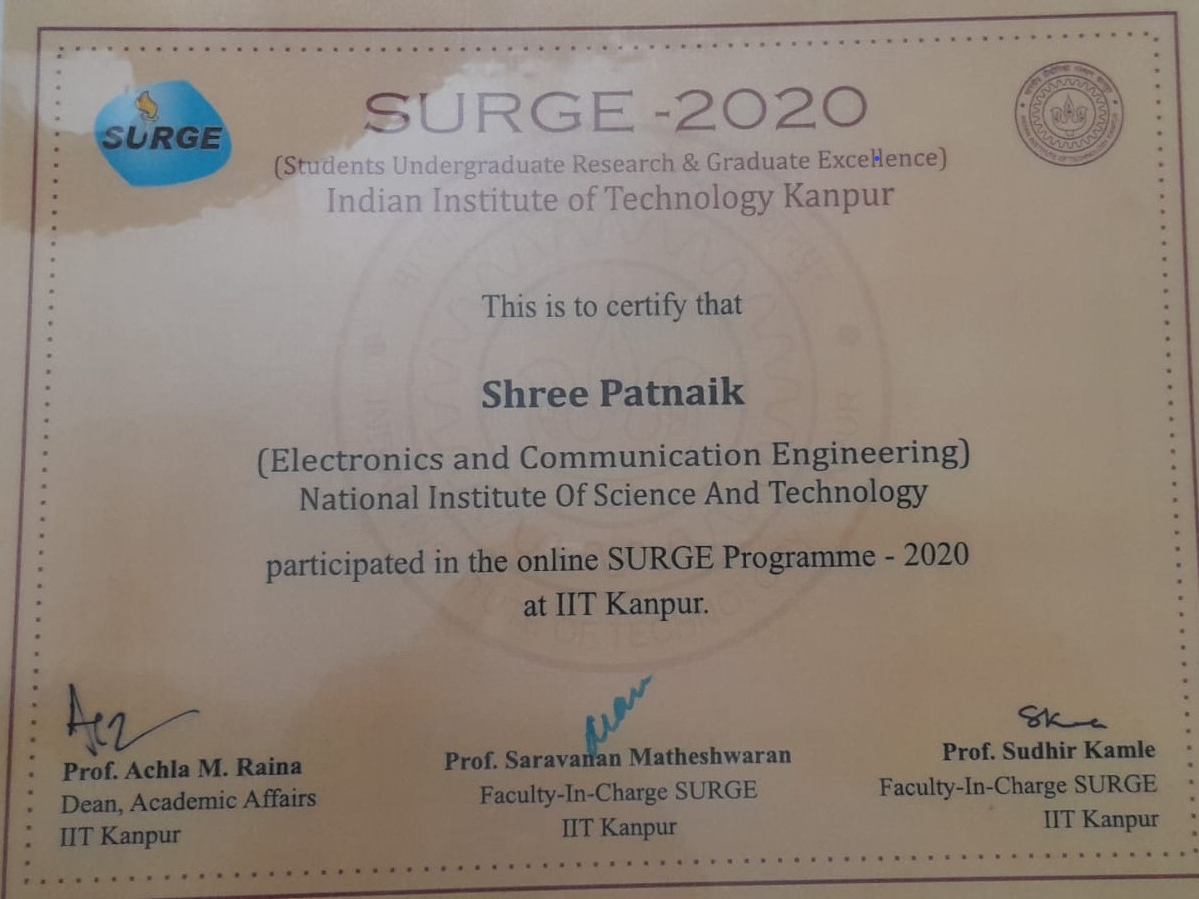 SURGE
SURGE -2020
(Students Undergraduate Research & Graduate Excellence)
Indian Institute of Technology Kanpur
This is to certify that
Shree Patnaik
(Electronics and Communication Engineering)
National Institute Of Science And Technology
participated in the online SURGE Programme - 2020
at IIT Kanpur.
Prof. Achla M. Raina
Dean, Academic Affairs
IIT Kanpur
Prof. Saravanan Matheshwaran
Faculty-In-Charge SURGE
IIT Kanpur
Prof. Sudhir Kamle
Faculty-In-Charge SURGE
IIT Kanpur